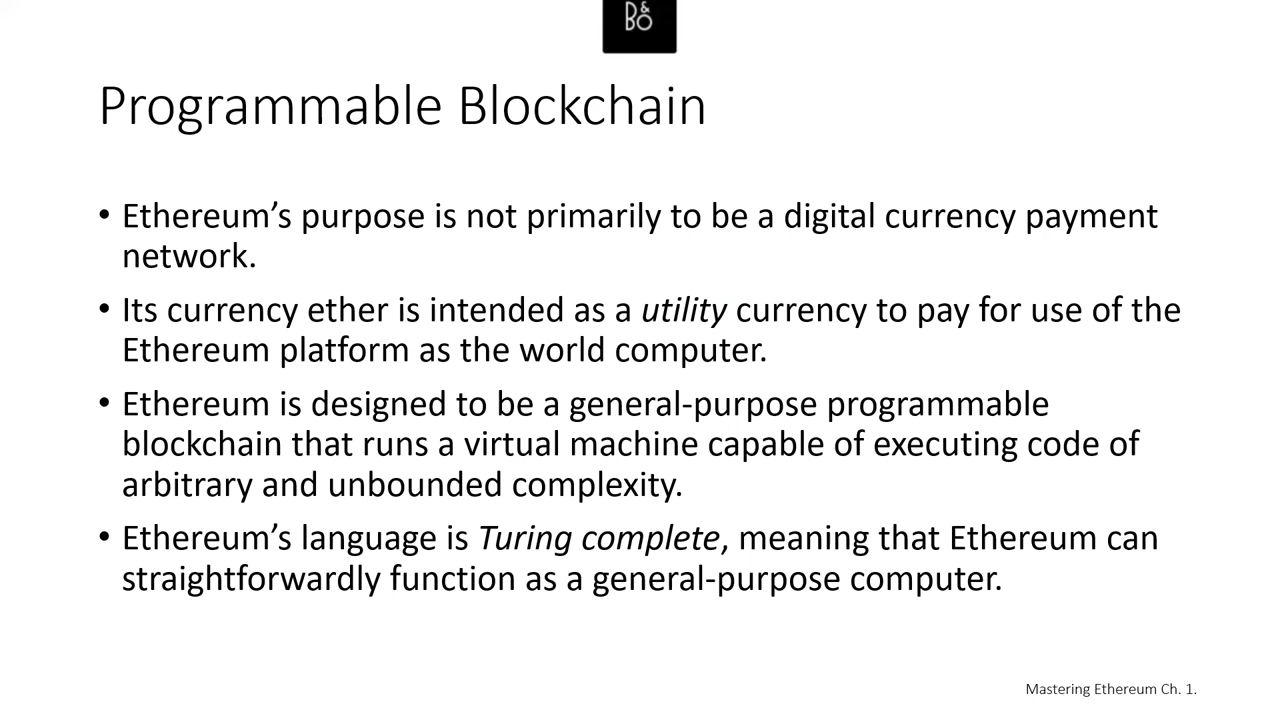 D&
BO
Programmable Blockchain
• Ethereum’s purpose is not primarily to be a digital currency payment
network.
• Its currency ether is intended as a utility currency to pay for use of the
Ethereum platform as the world computer.
• Ethereum is designed to be a general-purpose programmable
blockchain that runs a virtual machine capable of executing code of
arbitrary and unbounded complexity.
• Ethereum’s language is Turing complete, meaning that Ethereum can
straightforwardly function as a general-purpose computer.
Mastering Ethereum Ch. 1.